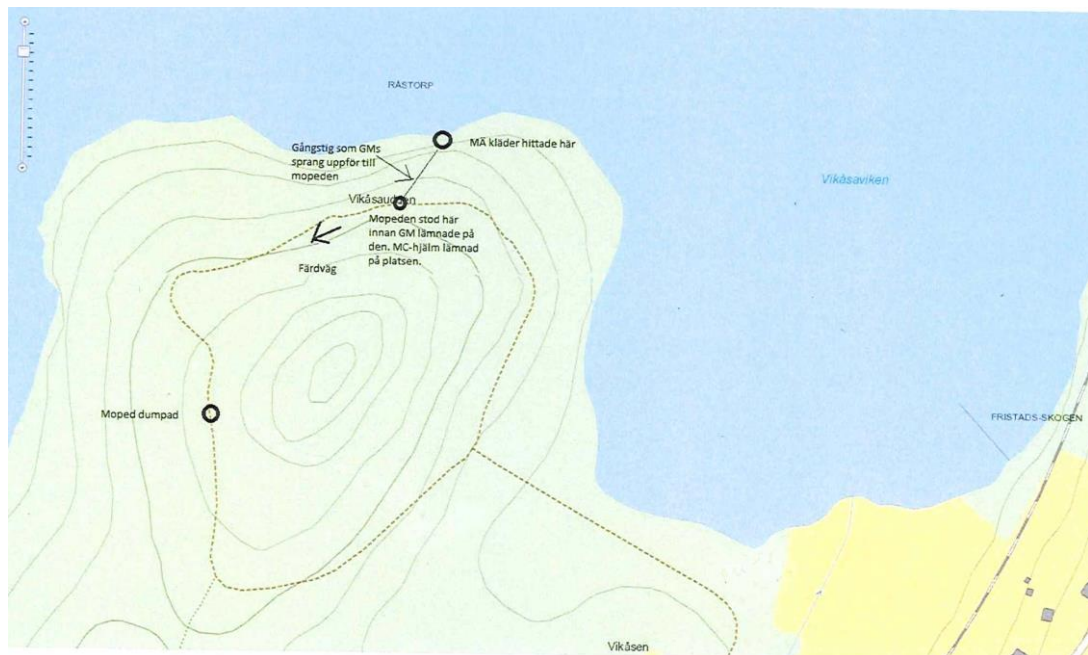 RÅSTORP
MÄ kläder hittade här
Gångstig som GMs
sprang uppför till
mopeden
Vikåsaviken
Vikåsaudden
Mopeden stod här
innan GM lämnade på
den. MC-hjälm lämnad
på platsen.
Färdväg
Moped dumpad
FRISTADS-SKOGEN
Vikåsen